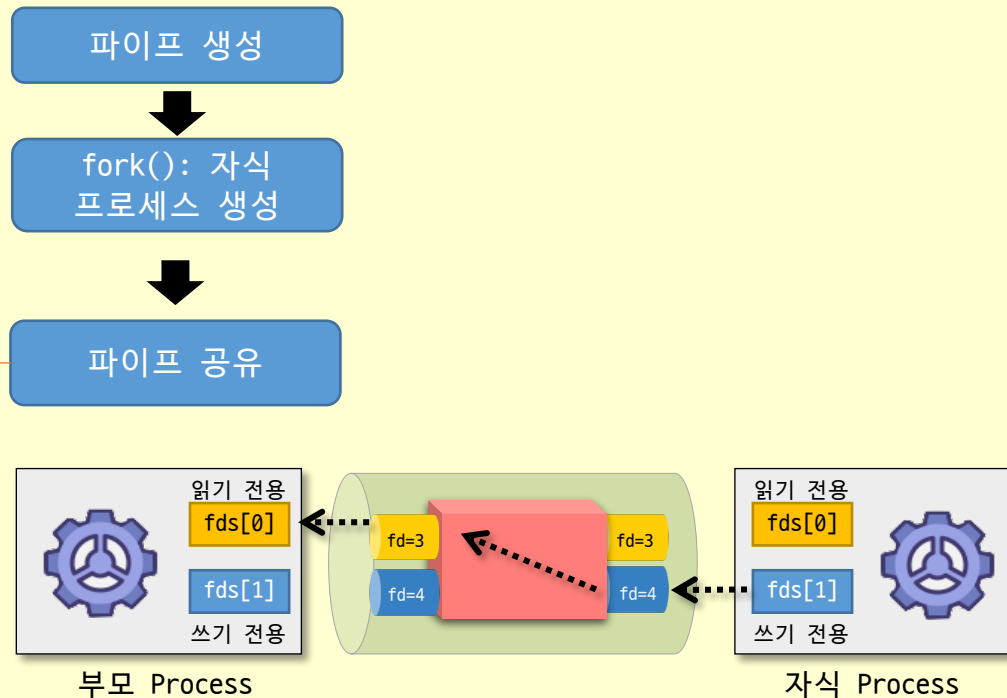 파이프 생성
fork(): 자식
프로세스 생성
파이프 공유
읽기 전용
fds[0]
fds[1]
쓰기 전용
부모 Process
fd=3
fd=4
fd=3
fd=4
읽기 전용
fds[0]
fds[1]
쓰기 전용
자식 Process